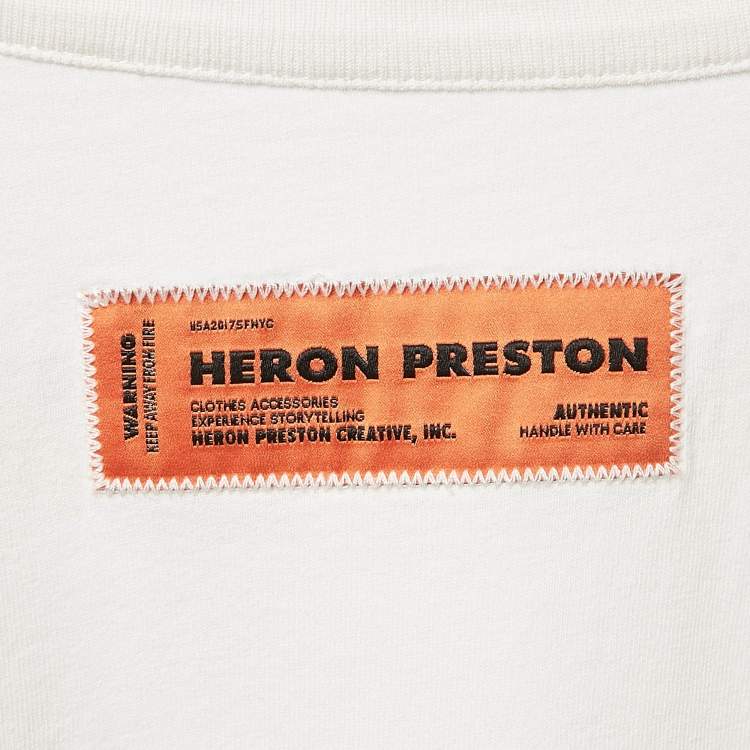 WARNING
KEEP AWAY FROM FIRE
USA2017SFNYC
HERON PRESTON
CLOTHES ACCESSORIES
EXPERIENCE STORYTELLING
HERON PRESTON CREATIVE, INC.
AUTHENTIC
HANDLE WITH CARE